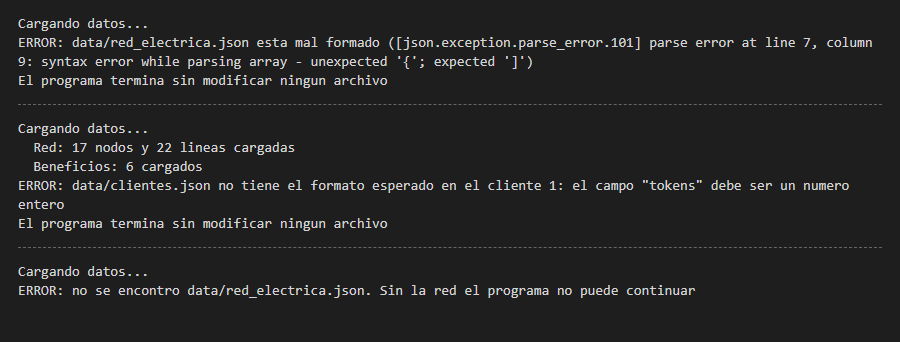 Cargando datos...
ERROR: data/red_electrica.json esta mal formado ([json.exception.parse_error.101] parse error at line 7, column
9: syntax error while parsing array - unexpected '{'; expected ']')
El programa termina sin modificar ningun archivo
Cargando datos...
  Red: 17 nodos y 22 lineas cargadas
  Beneficios: 6 cargados
ERROR: data/clientes.json no tiene el formato esperado en el cliente 1: el campo "tokens" debe ser un numero
entero
El programa termina sin modificar ningun archivo
Cargando datos...
ERROR: no se encontro data/red_electrica.json. Sin la red el programa no puede continuar